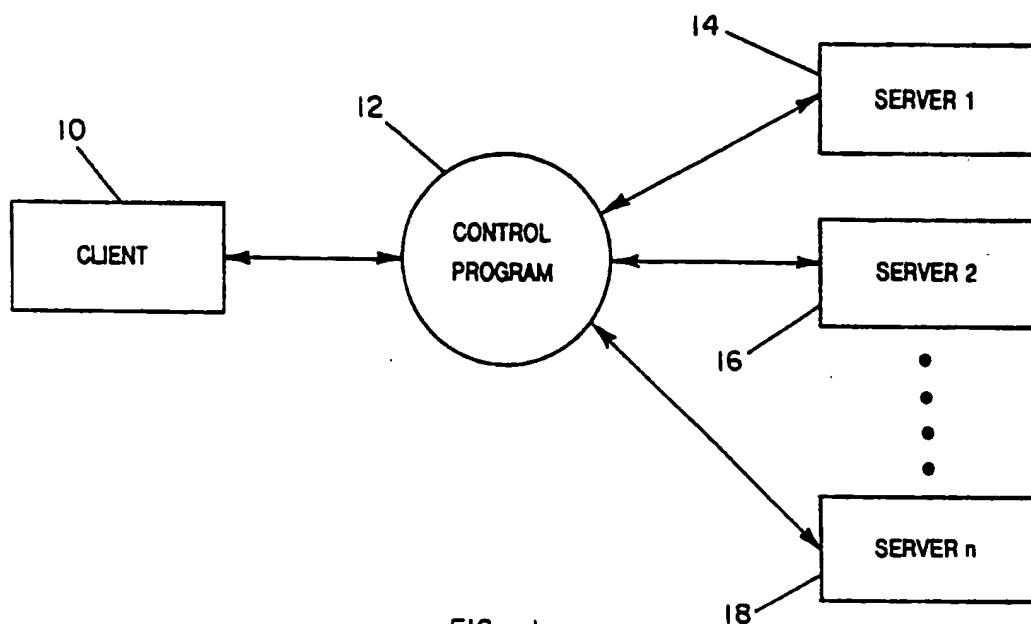 14
SERVER 1
12
10
CONTROL
PROGRAM
CLIENT
SERVER 2
16
SERVER n
18